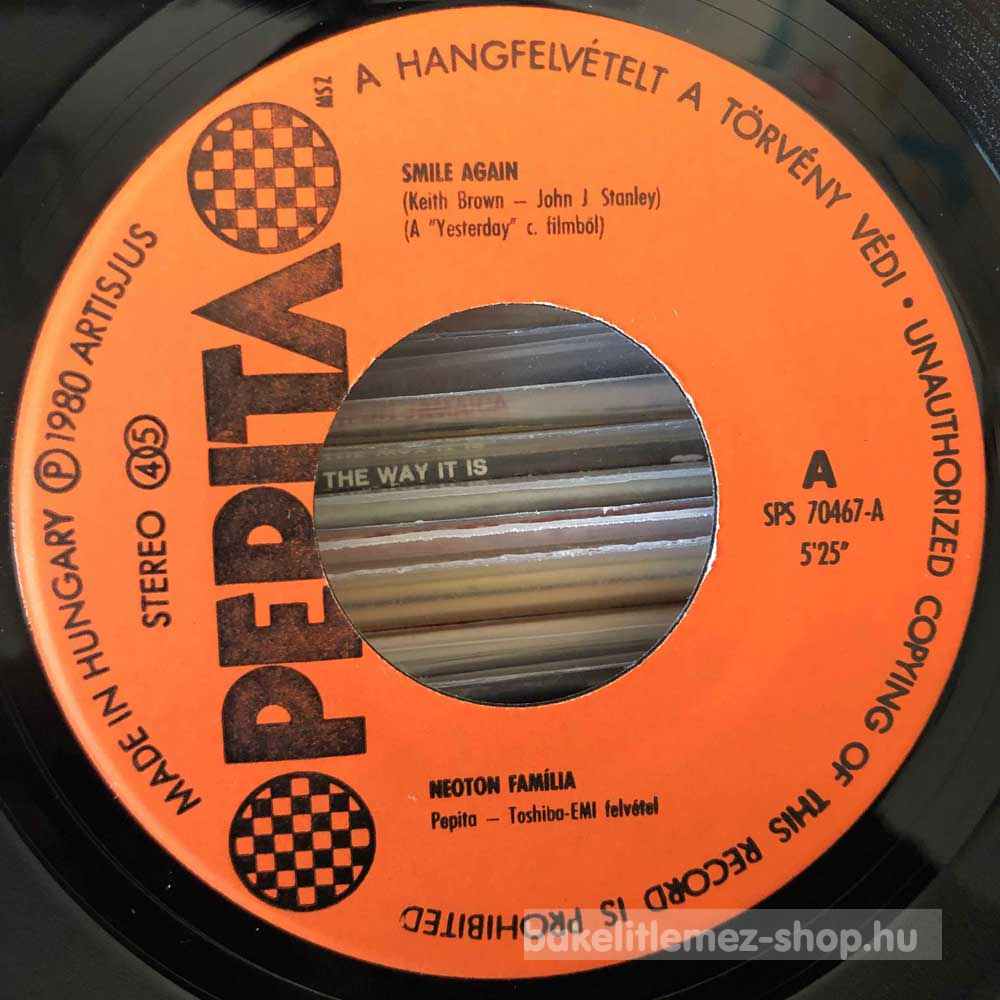 A HANGFELVÉTELT A TÖRVÉNY VÉDI • UNAUTHORIZED COPYING OF THIS RECORD IS PROHIBITED
MSZ
SMILE AGAIN
(Keith Brown – John J Stanley)
(A "Yesterday" c. filmből)
PEPITA
MADE IN HUNGARY Ⓟ 1980 ARTISJUS
STEREO 45
THE WAY IT IS
A
SPS 70467-A
5'25"
NEOTON FAMÍLIA
Pepita – Toshiba-EMI felvétel
bakelitlemez-shop.hu